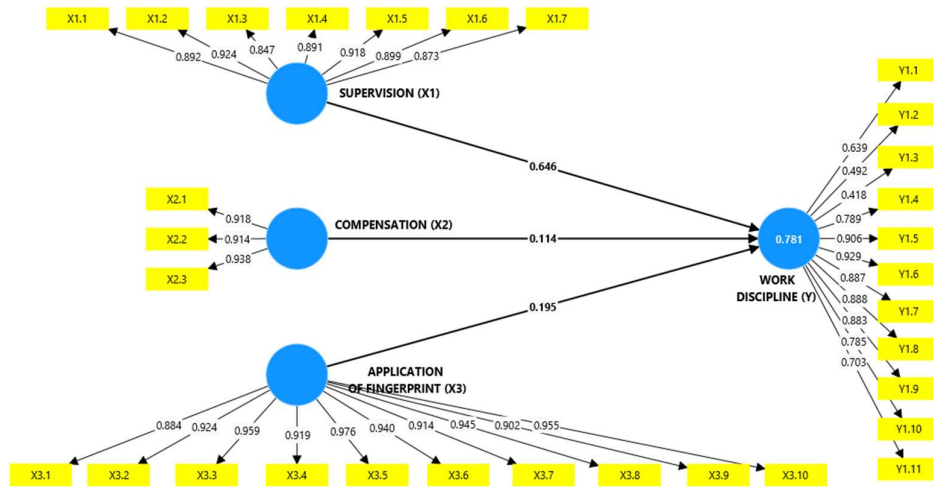 X1.1 X1.2 X1.3 X1.4 X1.5 X1.6 X1.7
0.892 0.924 0.847 0.891 0.918 0.899 0.873
SUPERVISION (X1)
0.646
X2.1
X2.2
X2.3
0.918
0.914
0.938
COMPENSATION (X2)
0.114
0.195
APPLICATION
OF FINGERPRINT (X3)
0.884 0.924 0.959 0.919 0.976 0.940 0.914 0.945 0.902 0.955
X3.1 X3.2 X3.3 X3.4 X3.5 X3.6 X3.7 X3.8 X3.9 X3.10
0.781
WORK
DISCIPLINE (Y)
0.639
0.492
0.418
0.789
0.906
0.929
0.887
0.888
0.883
0.785
0.703
Y1.1
Y1.2
Y1.3
Y1.4
Y1.5
Y1.6
Y1.7
Y1.8
Y1.9
Y1.10
Y1.11